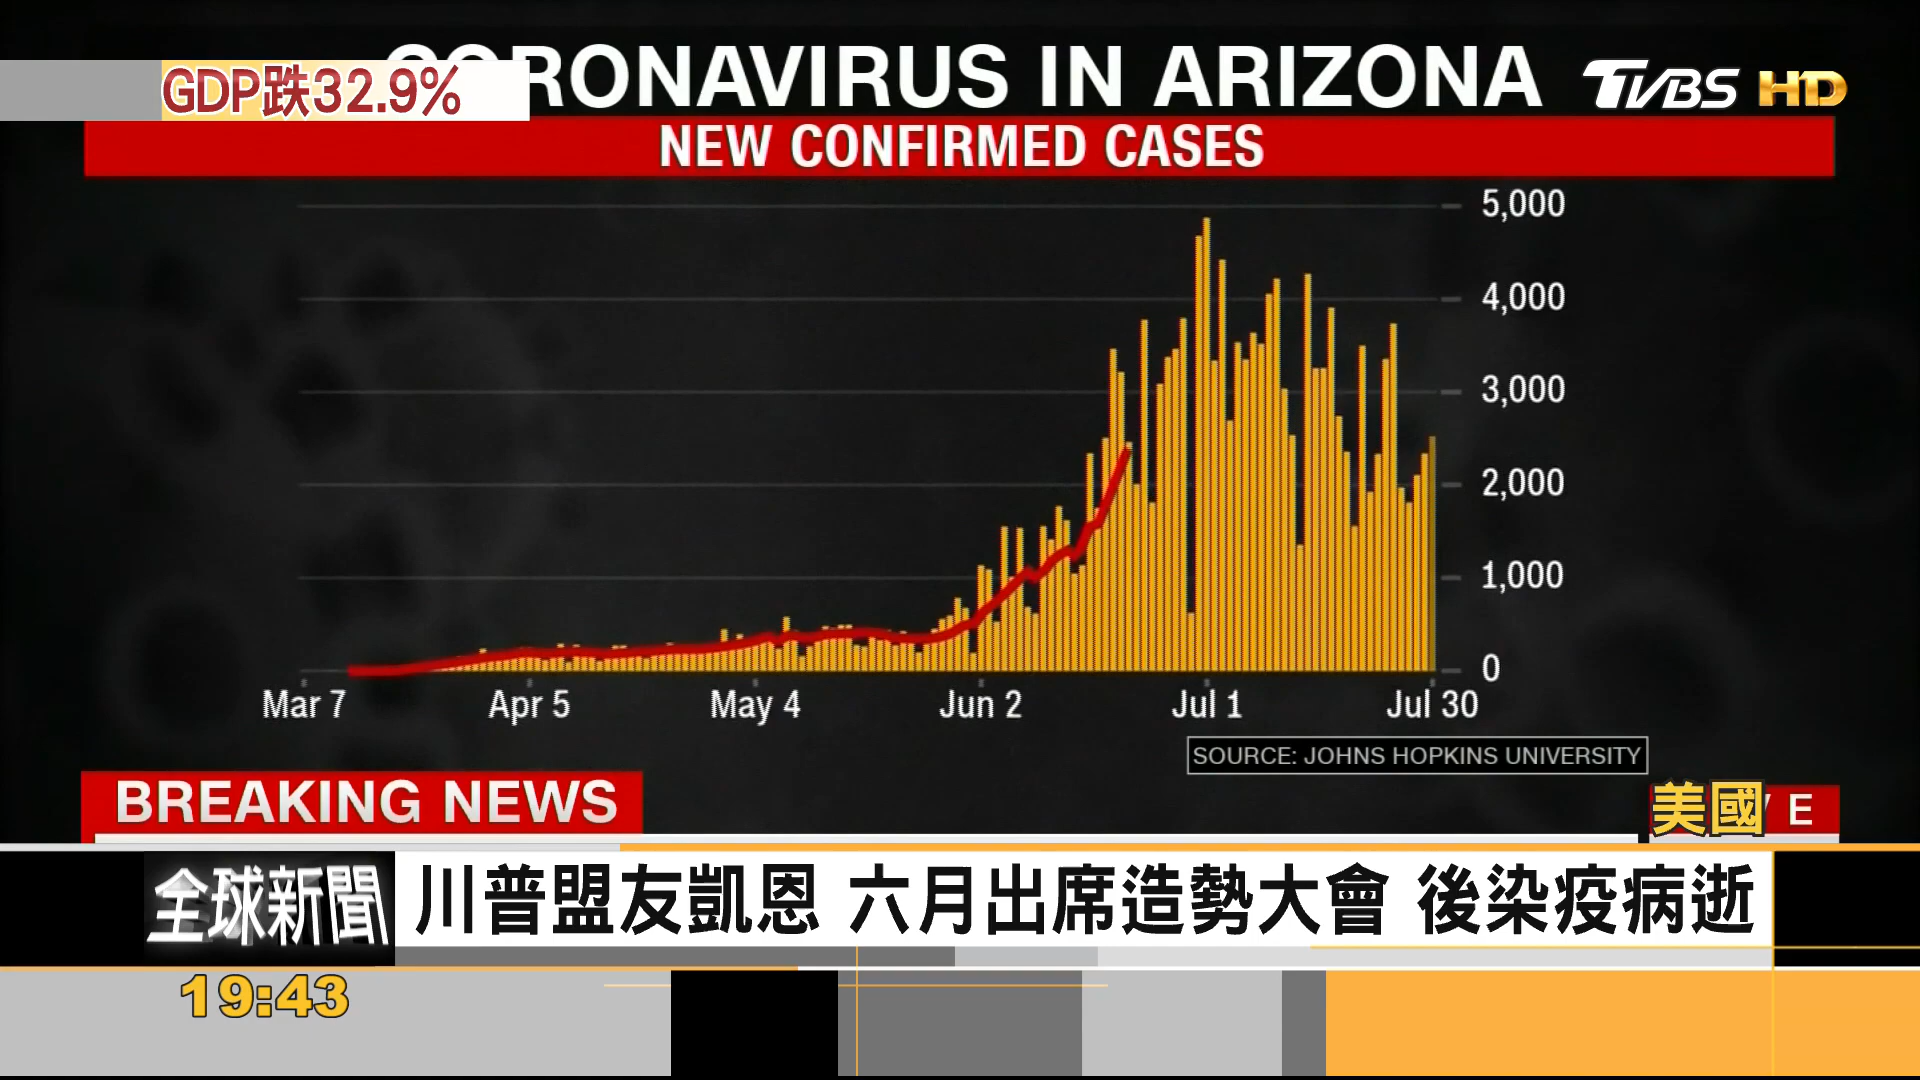 CORONAVIRUS IN ARIZONA
GDP跌32.9%
TVBS HD
NEW CONFIRMED CASES
5,000
4,000
3,000
2,000
1,000
0
Mar 7 Apr 5 May 4 Jun 2 Jul 1 Jul 30
SOURCE: JOHNS HOPKINS UNIVERSITY
BREAKING NEWS
美國
全球新聞
川普盟友凱恩 六月出席造勢大會 後染疫病逝
19:43